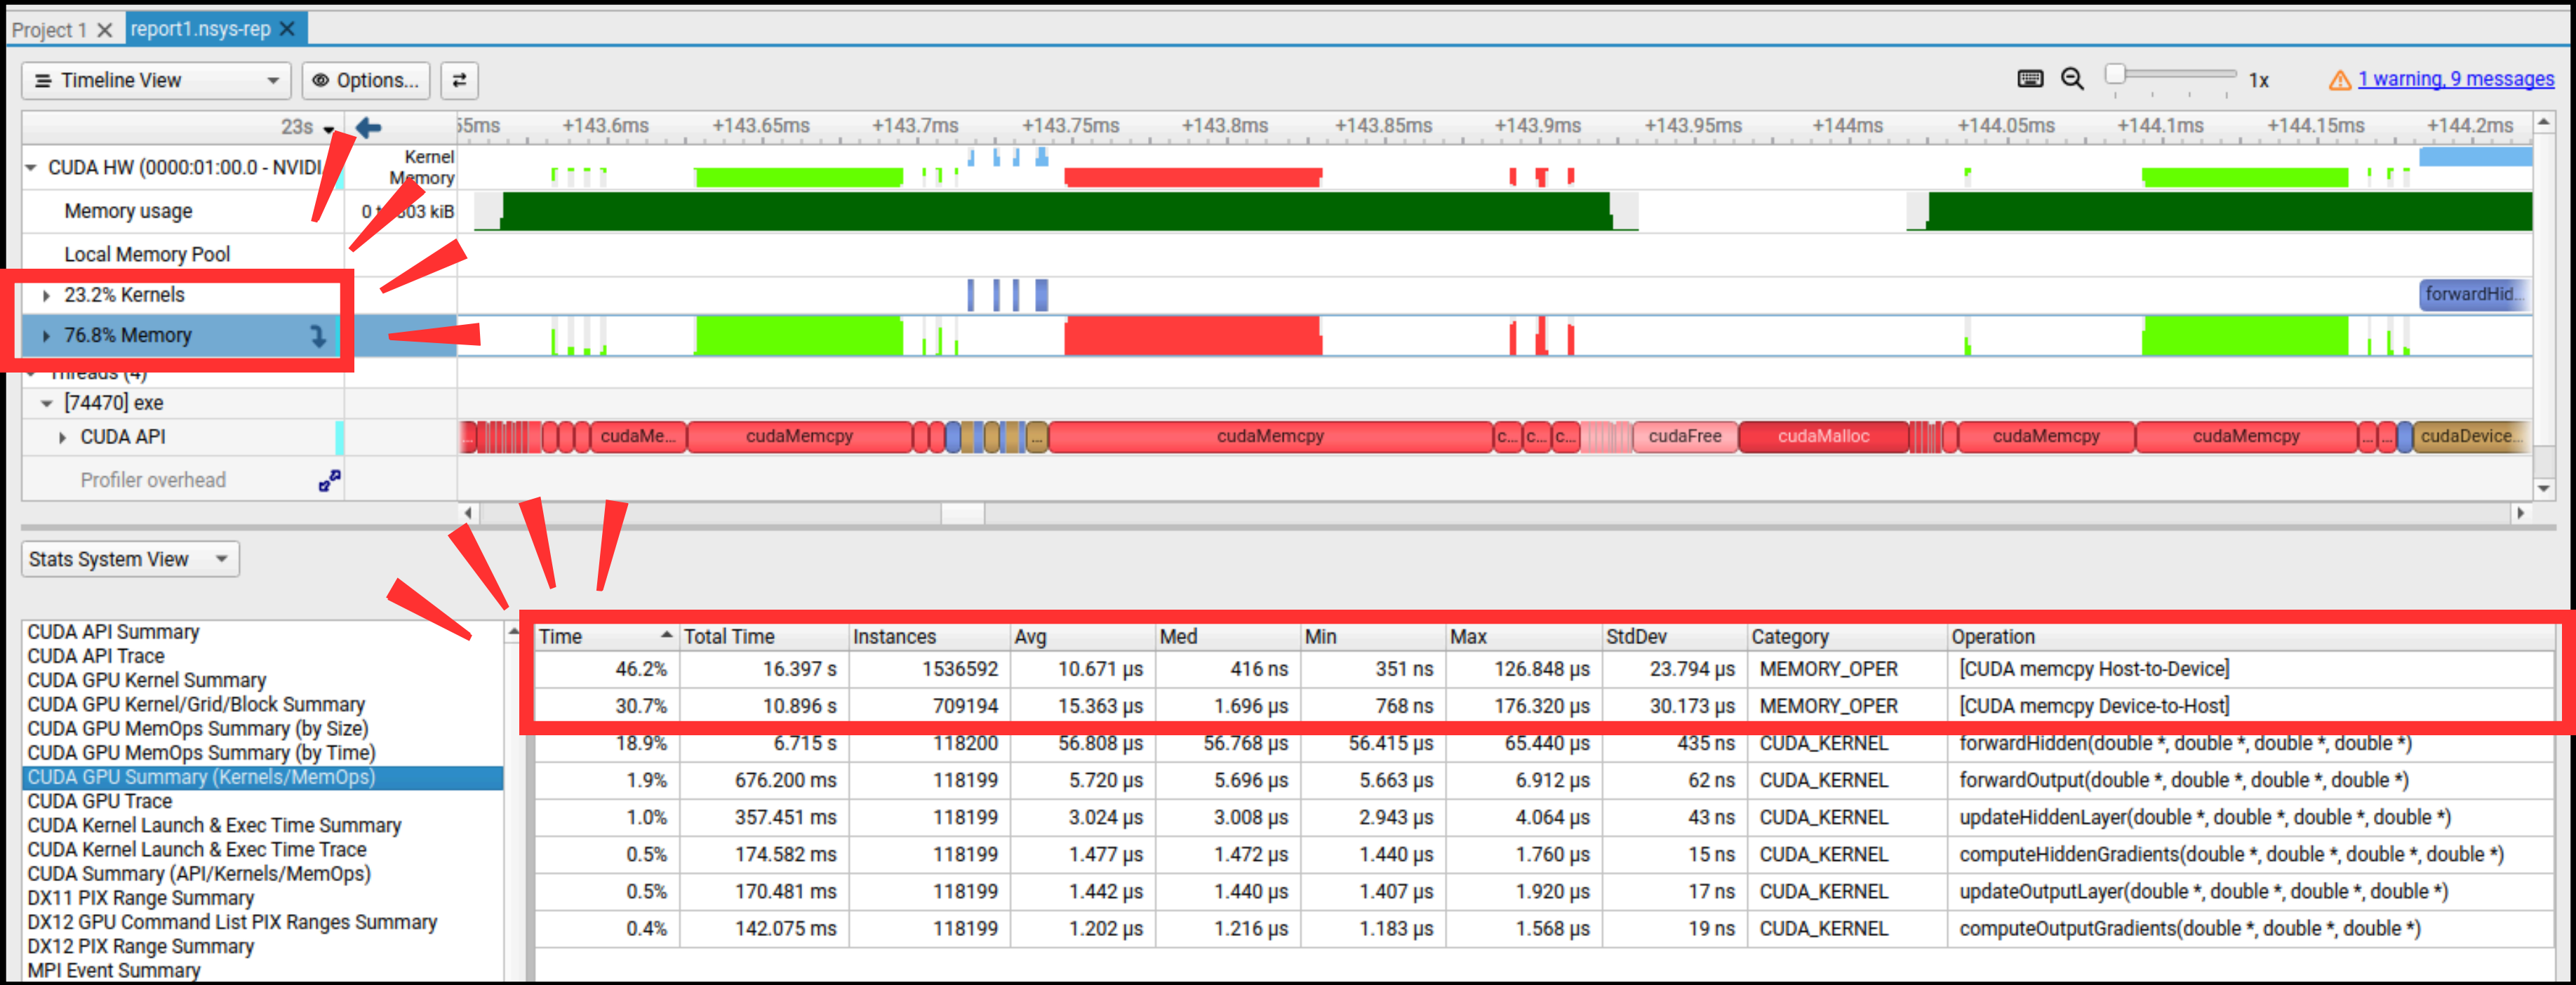 Project 1
report1.nsys-rep
Timeline View
Options...
1x
1 warning, 9 messages
23s
55ms +143.6ms +143.65ms +143.7ms +143.75ms +143.8ms +143.85ms +143.9ms +143.95ms +144ms +144.05ms +144.1ms +144.15ms +144.2ms
CUDA HW (0000:01:00.0 - NVIDI
Kernel
Memory
Memory usage
Local Memory Pool
23.2% Kernels forwardHid...
76.8% Memory
Threads (4)
[74470] exe
CUDA API ... cudaMe... cudaMemcpy ... cudaMemcpy c... c... c... cudaFree cudaMalloc cudaMemcpy cudaMemcpy ... ... cudaDevice...
Profiler overhead
Stats System View
CUDA API Summary
CUDA API Trace
CUDA GPU Kernel Summary
CUDA GPU Kernel/Grid/Block Summary
CUDA GPU MemOps Summary (by Size)
CUDA GPU MemOps Summary (by Time)
CUDA GPU Summary (Kernels/MemOps)
CUDA GPU Trace
CUDA Kernel Launch & Exec Time Summary
CUDA Kernel Launch & Exec Time Trace
CUDA Summary (API/Kernels/MemOps)
DX11 PIX Range Summary
DX12 GPU Command List PIX Ranges Summary
DX12 PIX Range Summary
MPI Event Summary
Time Total Time Instances Avg Med Min Max StdDev Category Operation
46.2% 16.397 s 1536592 10.671 μs 416 ns 351 ns 126.848 μs 23.794 μs MEMORY_OPER [CUDA memcpy Host-to-Device]
30.7% 10.896 s 709194 15.363 μs 1.696 μs 768 ns 176.320 μs 30.173 μs MEMORY_OPER [CUDA memcpy Device-to-Host]
18.9% 6.715 s 118200 56.808 μs 56.768 μs 56.415 μs 65.440 μs 435 ns CUDA_KERNEL forwardHidden(double *, double *, double *, double *)
1.9% 676.200 ms 118199 5.720 μs 5.696 μs 5.663 μs 6.912 μs 62 ns CUDA_KERNEL forwardOutput(double *, double *, double *, double *)
1.0% 357.451 ms 118199 3.024 μs 3.008 μs 2.943 μs 4.064 μs 43 ns CUDA_KERNEL updateHiddenLayer(double *, double *, double *, double *)
0.5% 174.582 ms 118199 1.477 μs 1.472 μs 1.440 μs 1.760 μs 15 ns CUDA_KERNEL computeHiddenGradients(double *, double *, double *, double *)
0.5% 170.481 ms 118199 1.442 μs 1.440 μs 1.407 μs 1.920 μs 17 ns CUDA_KERNEL updateOutputLayer(double *, double *, double *, double *)
0.4% 142.075 ms 118199 1.202 μs 1.216 μs 1.183 μs 1.568 μs 19 ns CUDA_KERNEL computeOutputGradients(double *, double *, double *)